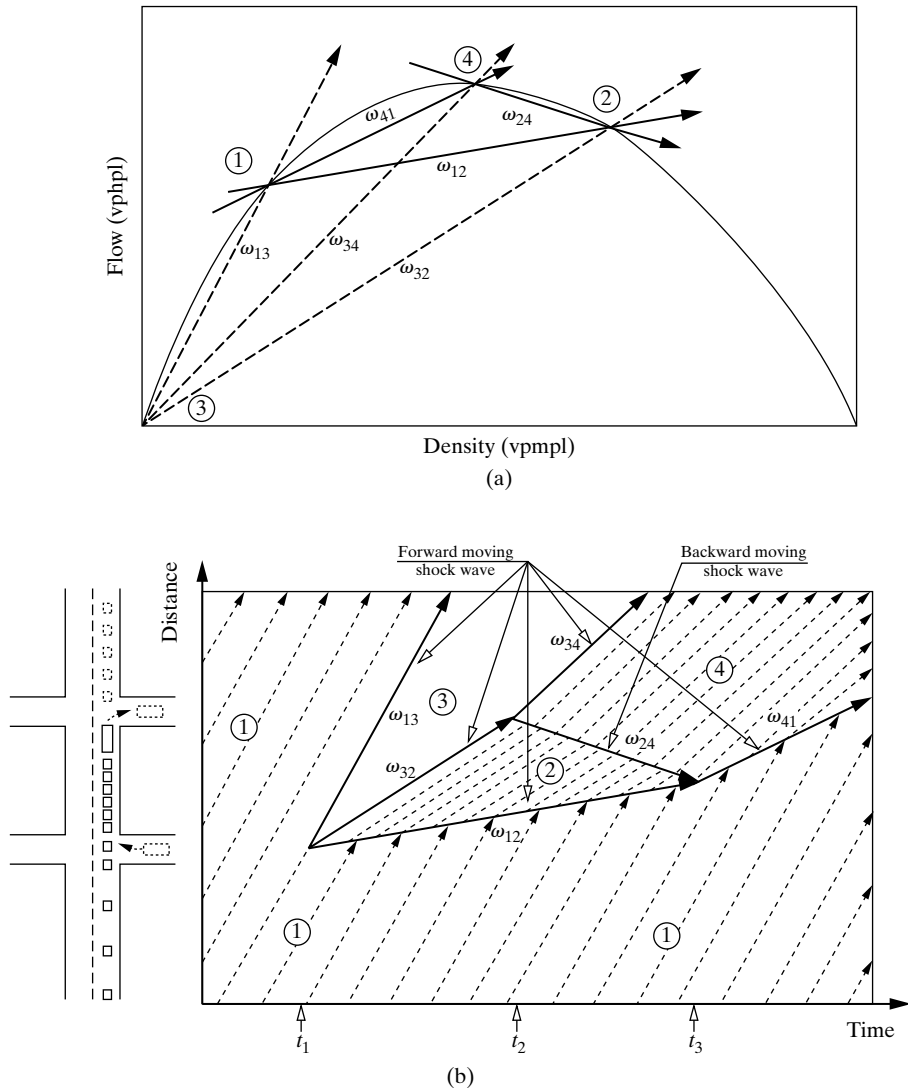 ④
②
ω41
ω24
①
ω12
Flow (vphpl)
ω13
ω34
ω32
③
Density (vpmpl)
(a)
Forward moving
shock wave
Backward moving
shock wave
Distance
ω34
④
①
③
ω13
ω41
ω24
ω32
②
ω12
①
①
Time
t1
t2
t3
(b)